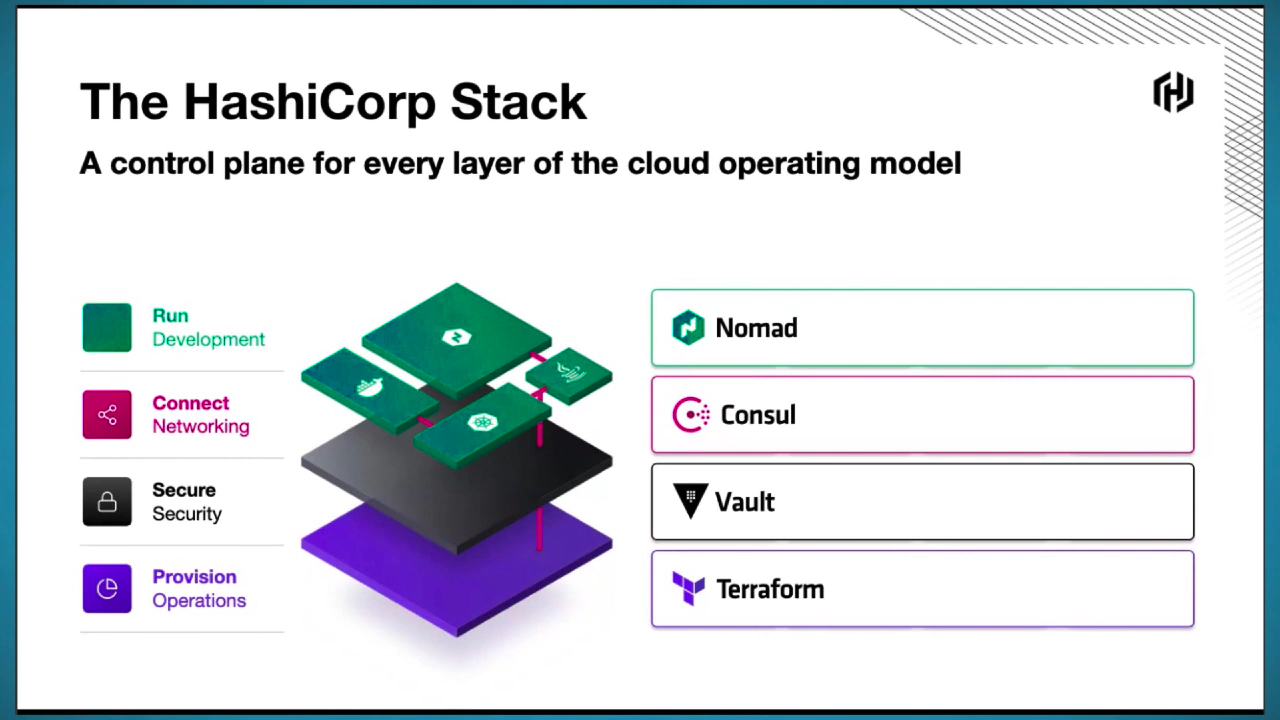 The HashiCorp Stack
A control plane for every layer of the cloud operating model
Run
Development
Connect
Networking
Secure
Security
Provision
Operations
Nomad
Consul
Vault
Terraform